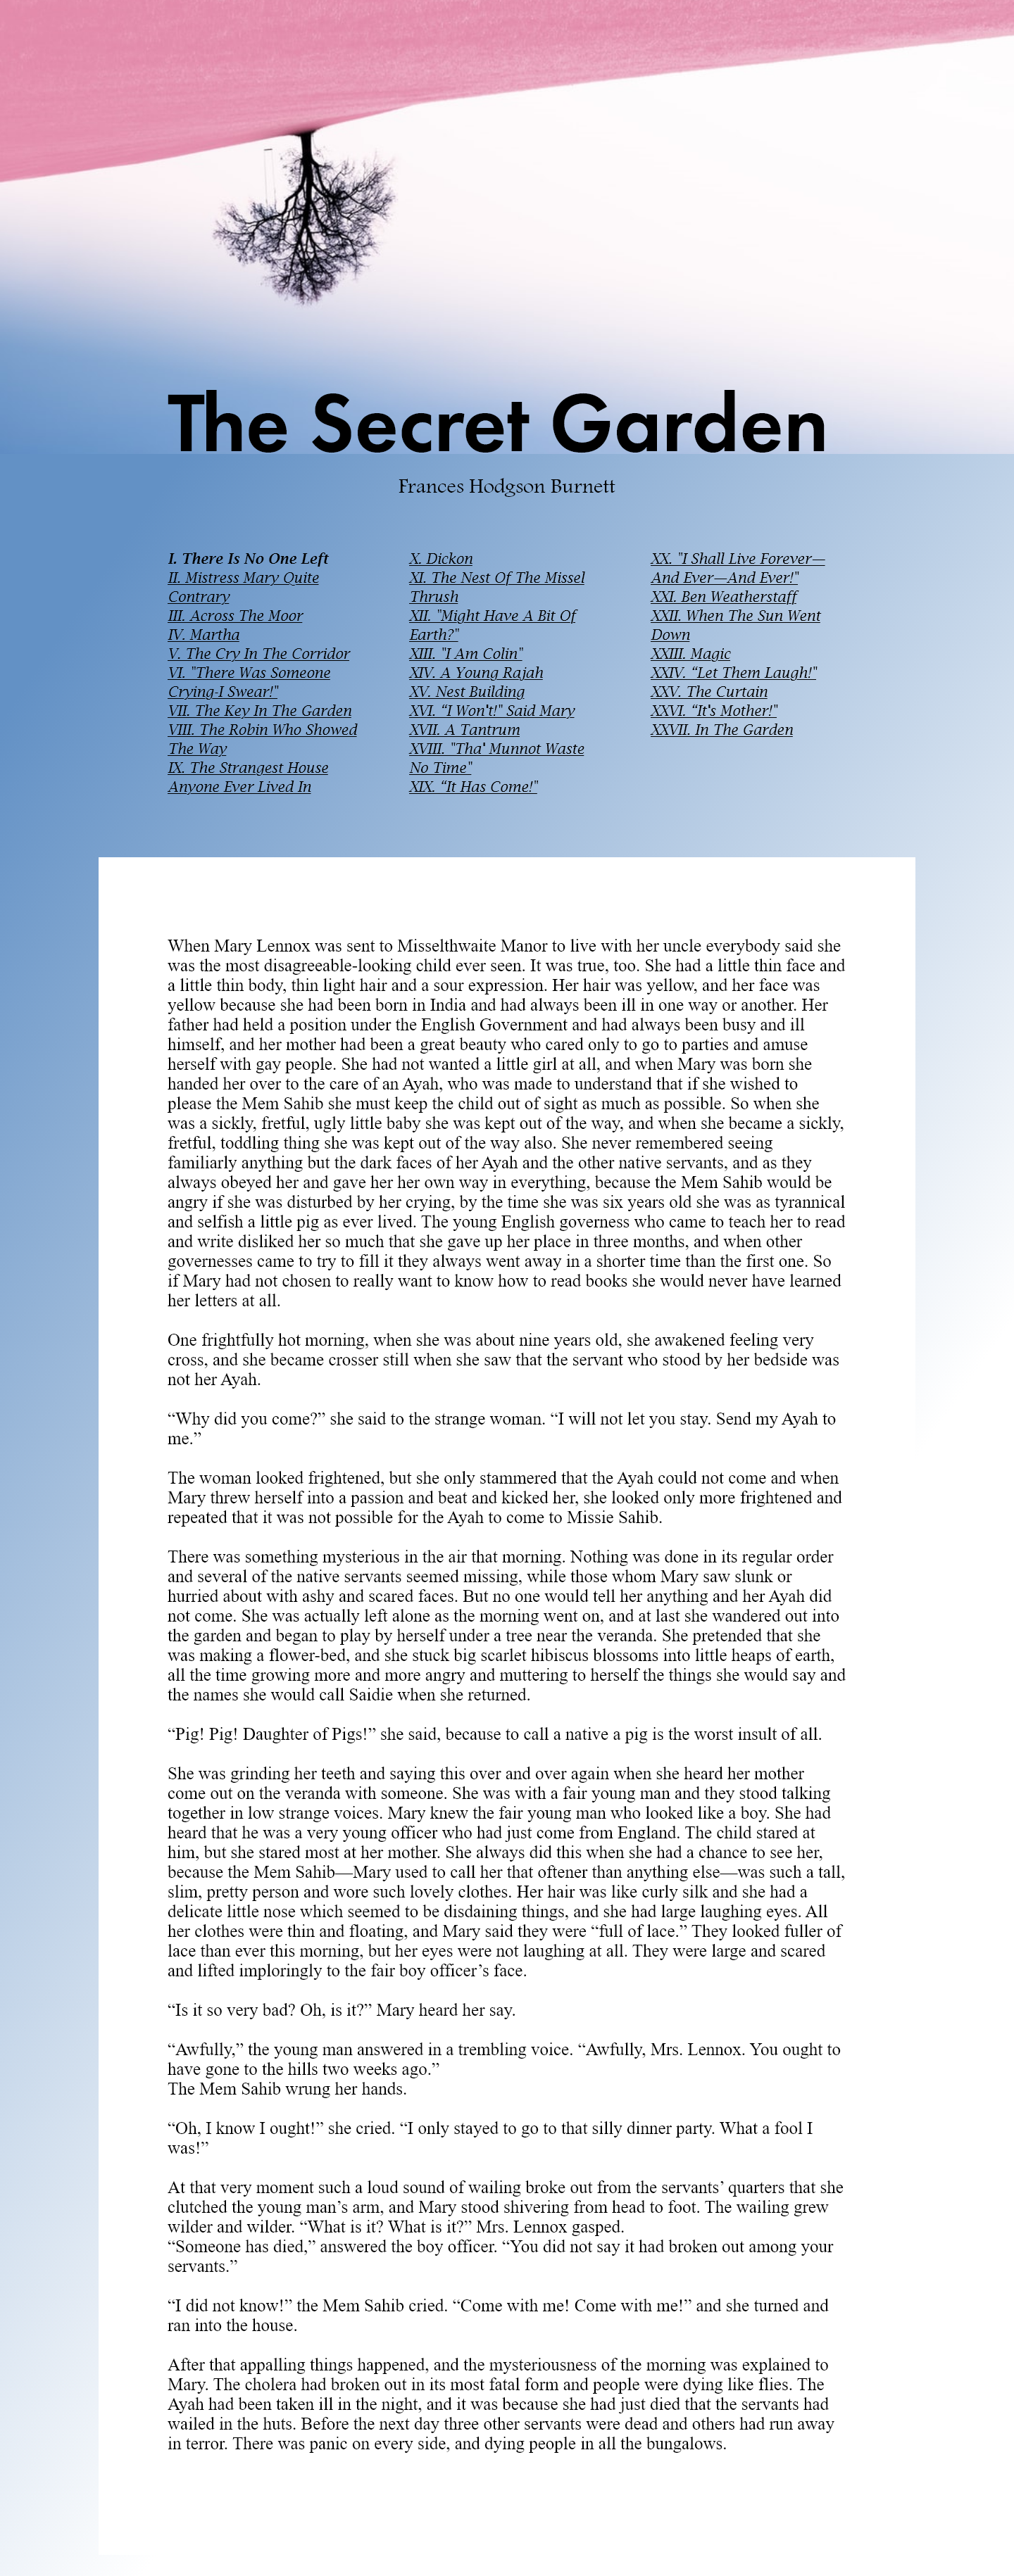 The Secret Garden
Frances Hodgson Burnett
I. There Is No One Left
II. Mistress Mary Quite
Contrary
III. Across The Moor
IV. Martha
V. The Cry In The Corridor
VI. "There Was Someone
Crying-I Swear!"
VII. The Key In The Garden
VIII. The Robin Who Showed
The Way
IX. The Strangest House
Anyone Ever Lived In
X. Dickon
XI. The Nest Of The Missel
Thrush
XII. "Might Have A Bit Of
Earth?"
XIII. "I Am Colin"
XIV. A Young Rajah
XV. Nest Building
XVI. “I Won't!" Said Mary
XVII. A Tantrum
XVIII. "Tha' Munnot Waste
No Time"
XIX. “It Has Come!"
XX. "I Shall Live Forever—
And Ever—And Ever!"
XXI. Ben Weatherstaff
XXII. When The Sun Went
Down
XXIII. Magic
XXIV. “Let Them Laugh!"
XXV. The Curtain
XXVI. “It's Mother!"
XXVII. In The Garden
When Mary Lennox was sent to Misselthwaite Manor to live with her uncle everybody said she
was the most disagreeable-looking child ever seen. It was true, too. She had a little thin face and
a little thin body, thin light hair and a sour expression. Her hair was yellow, and her face was
yellow because she had been born in India and had always been ill in one way or another. Her
father had held a position under the English Government and had always been busy and ill
himself, and her mother had been a great beauty who cared only to go to parties and amuse
herself with gay people. She had not wanted a little girl at all, and when Mary was born she
handed her over to the care of an Ayah, who was made to understand that if she wished to
please the Mem Sahib she must keep the child out of sight as much as possible. So when she
was a sickly, fretful, ugly little baby she was kept out of the way, and when she became a sickly,
fretful, toddling thing she was kept out of the way also. She never remembered seeing
familiarly anything but the dark faces of her Ayah and the other native servants, and as they
always obeyed her and gave her her own way in everything, because the Mem Sahib would be
angry if she was disturbed by her crying, by the time she was six years old she was as tyrannical
and selfish a little pig as ever lived. The young English governess who came to teach her to read
and write disliked her so much that she gave up her place in three months, and when other
governesses came to try to fill it they always went away in a shorter time than the first one. So
if Mary had not chosen to really want to know how to read books she would never have learned
her letters at all.
One frightfully hot morning, when she was about nine years old, she awakened feeling very
cross, and she became crosser still when she saw that the servant who stood by her bedside was
not her Ayah.
“Why did you come?” she said to the strange woman. “I will not let you stay. Send my Ayah to
me.”
The woman looked frightened, but she only stammered that the Ayah could not come and when
Mary threw herself into a passion and beat and kicked her, she looked only more frightened and
repeated that it was not possible for the Ayah to come to Missie Sahib.
There was something mysterious in the air that morning. Nothing was done in its regular order
and several of the native servants seemed missing, while those whom Mary saw slunk or
hurried about with ashy and scared faces. But no one would tell her anything and her Ayah did
not come. She was actually left alone as the morning went on, and at last she wandered out into
the garden and began to play by herself under a tree near the veranda. She pretended that she
was making a flower-bed, and she stuck big scarlet hibiscus blossoms into little heaps of earth,
all the time growing more and more angry and muttering to herself the things she would say and
the names she would call Saidie when she returned.
“Pig! Pig! Daughter of Pigs!” she said, because to call a native a pig is the worst insult of all.
She was grinding her teeth and saying this over and over again when she heard her mother
come out on the veranda with someone. She was with a fair young man and they stood talking
together in low strange voices. Mary knew the fair young man who looked like a boy. She had
heard that he was a very young officer who had just come from England. The child stared at
him, but she stared most at her mother. She always did this when she had a chance to see her,
because the Mem Sahib—Mary used to call her that oftener than anything else—was such a tall,
slim, pretty person and wore such lovely clothes. Her hair was like curly silk and she had a
delicate little nose which seemed to be disdaining things, and she had large laughing eyes. All
her clothes were thin and floating, and Mary said they were “full of lace.” They looked fuller of
lace than ever this morning, but her eyes were not laughing at all. They were large and scared
and lifted imploringly to the fair boy officer’s face.
“Is it so very bad? Oh, is it?” Mary heard her say.
“Awfully,” the young man answered in a trembling voice. “Awfully, Mrs. Lennox. You ought to
have gone to the hills two weeks ago.”
The Mem Sahib wrung her hands.
“Oh, I know I ought!” she cried. “I only stayed to go to that silly dinner party. What a fool I
was!”
At that very moment such a loud sound of wailing broke out from the servants’ quarters that she
clutched the young man’s arm, and Mary stood shivering from head to foot. The wailing grew
wilder and wilder. “What is it? What is it?” Mrs. Lennox gasped.
“Someone has died,” answered the boy officer. “You did not say it had broken out among your
servants.”
“I did not know!” the Mem Sahib cried. “Come with me! Come with me!” and she turned and
ran into the house.
After that appalling things happened, and the mysteriousness of the morning was explained to
Mary. The cholera had broken out in its most fatal form and people were dying like flies. The
Ayah had been taken ill in the night, and it was because she had just died that the servants had
wailed in the huts. Before the next day three other servants were dead and others had run away
in terror. There was panic on every side, and dying people in all the bungalows.